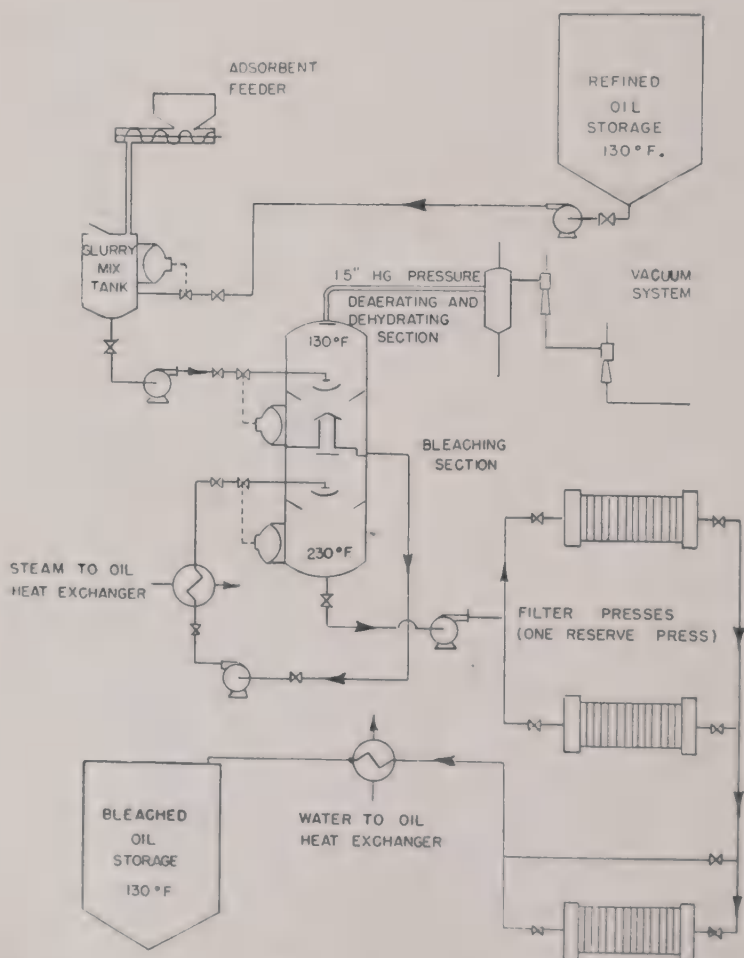 ADSORBENT
FEEDER
REFINED
OIL
STORAGE
130°F.
SLURRY
MIX
TANK
15" HG PRESSURE
DEAERATING AND
DEHYDRATING
SECTION
130°F
VACUUM
SYSTEM
BLEACHING
SECTION
230°F
STEAM TO OIL
HEAT EXCHANGER
FILTER PRESSES
(ONE RESERVE PRESS)
BLEACHED
OIL
STORAGE
130°F
WATER TO OIL
HEAT EXCHANGER